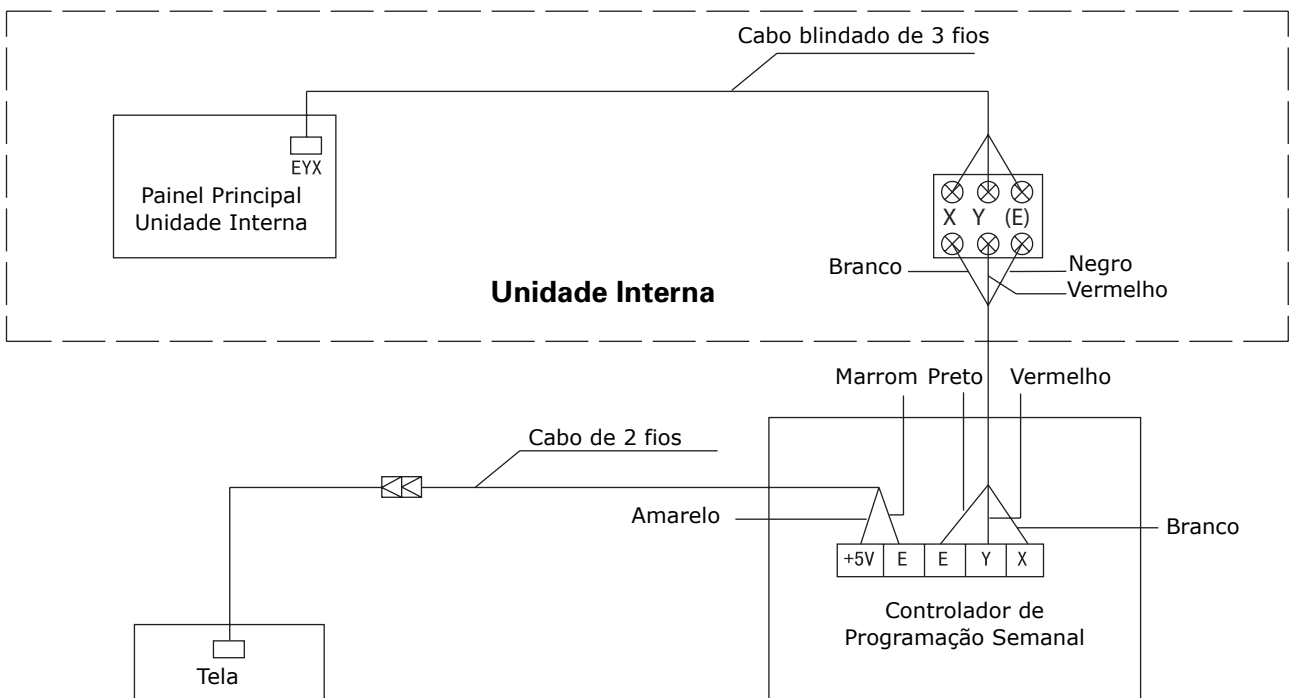 Cabo blindado de 3 fios
EYX
Painel Principal
Unidade Interna
X Y (E)
Branco
Negro
Vermelho
Unidade Interna
Marrom Preto Vermelho
Cabo de 2 fios
Amarelo
Branco
+5V E E Y X
Controlador de
Programação Semanal
Tela